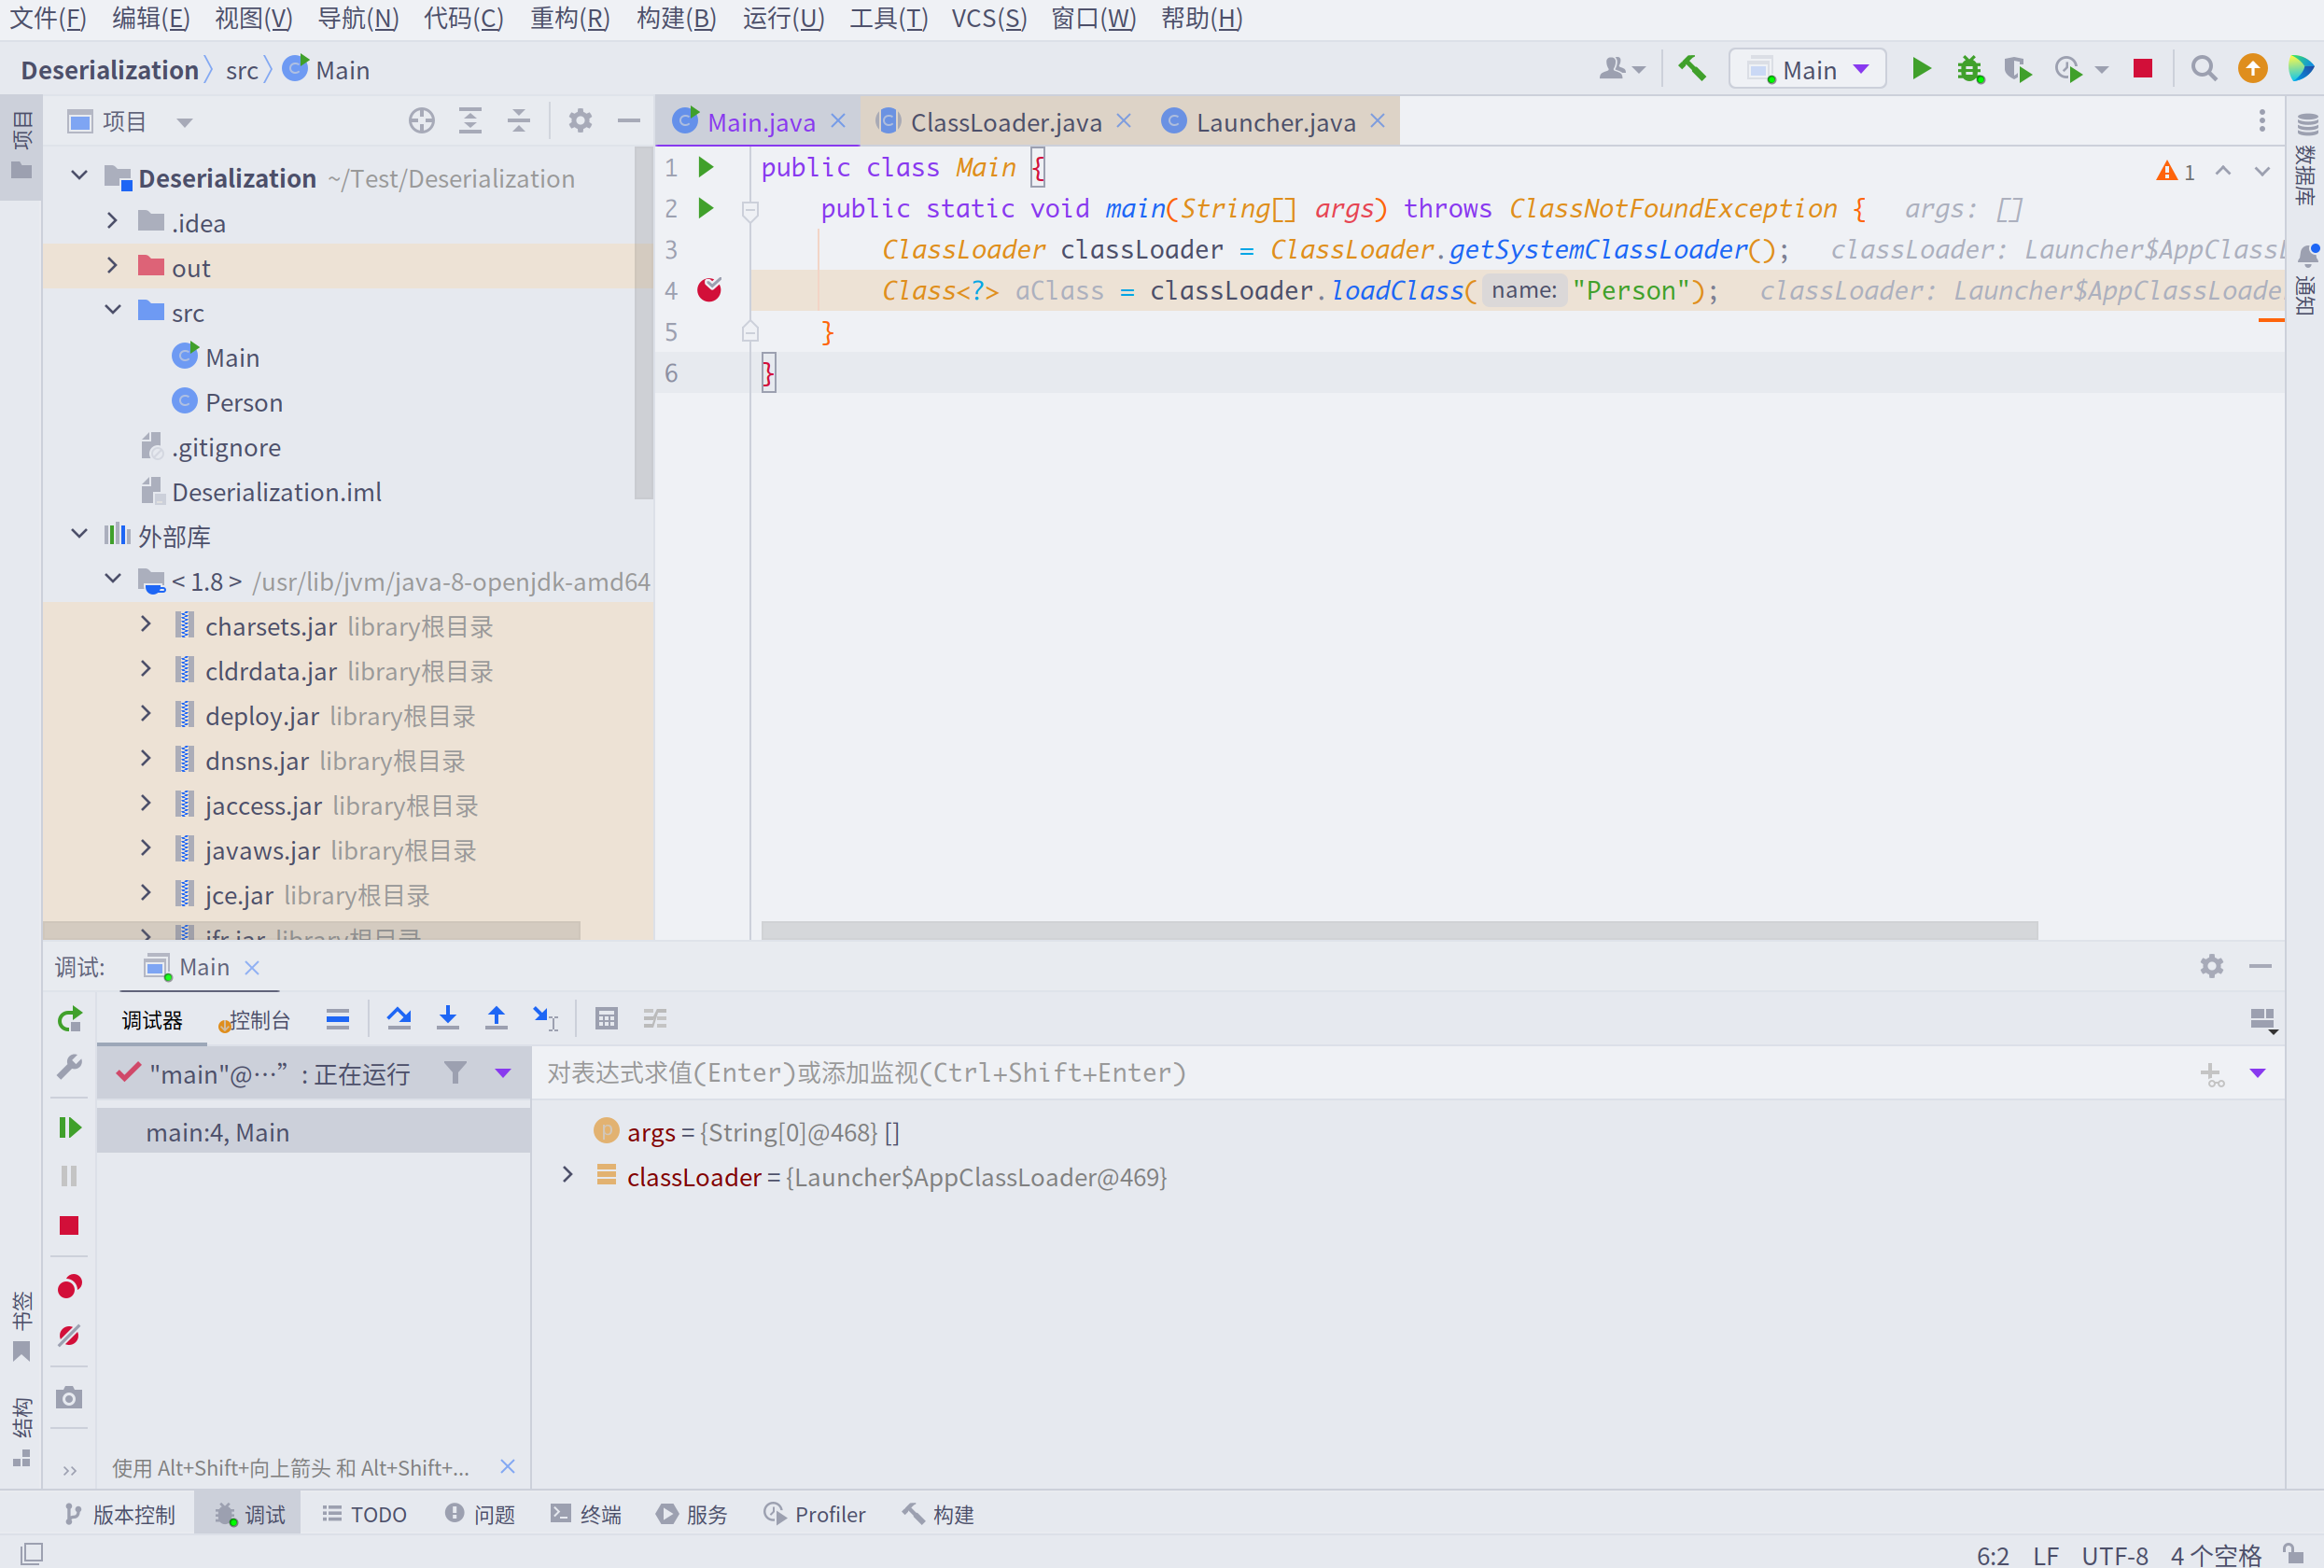 文件(F) 编辑(E) 视图(V) 导航(N) 代码(C) 重构(R) 构建(B) 运行(U) 工具(T) VCS(S) 窗口(W) 帮助(H)
Deserialization src Main
Main
项目
项目
Main.java ClassLoader.java Launcher.java
数据库
通知
Deserialization ~/Test/Deserialization
.idea
out
src
Main
Person
.gitignore
Deserialization.iml
外部库
< 1.8 > /usr/lib/jvm/java-8-openjdk-amd64
charsets.jar library根目录
cldrdata.jar library根目录
deploy.jar library根目录
dnsns.jar library根目录
jaccess.jar library根目录
javaws.jar library根目录
jce.jar library根目录
jfr.jar library根目录
1 public class Main {
1
2 public static void main(String[] args) throws ClassNotFoundException { args: []
3 ClassLoader classLoader = ClassLoader.getSystemClassLoader(); classLoader: Launcher$AppClassL
4 Class<?> aClass = classLoader.loadClass( name: "Person"); classLoader: Launcher$AppClassLoade
5 }
6 }
调试: Main
调试器 控制台
"main"@…” : 正在运行
对表达式求值(Enter)或添加监视(Ctrl+Shift+Enter)
main:4, Main
args = {String[0]@468} []
classLoader = {Launcher$AppClassLoader@469}
书签
结构
使用 Alt+Shift+向上箭头 和 Alt+Shift+...
版本控制 调试 TODO 问题 终端 服务 Profiler 构建
6:2 LF UTF-8 4 个空格